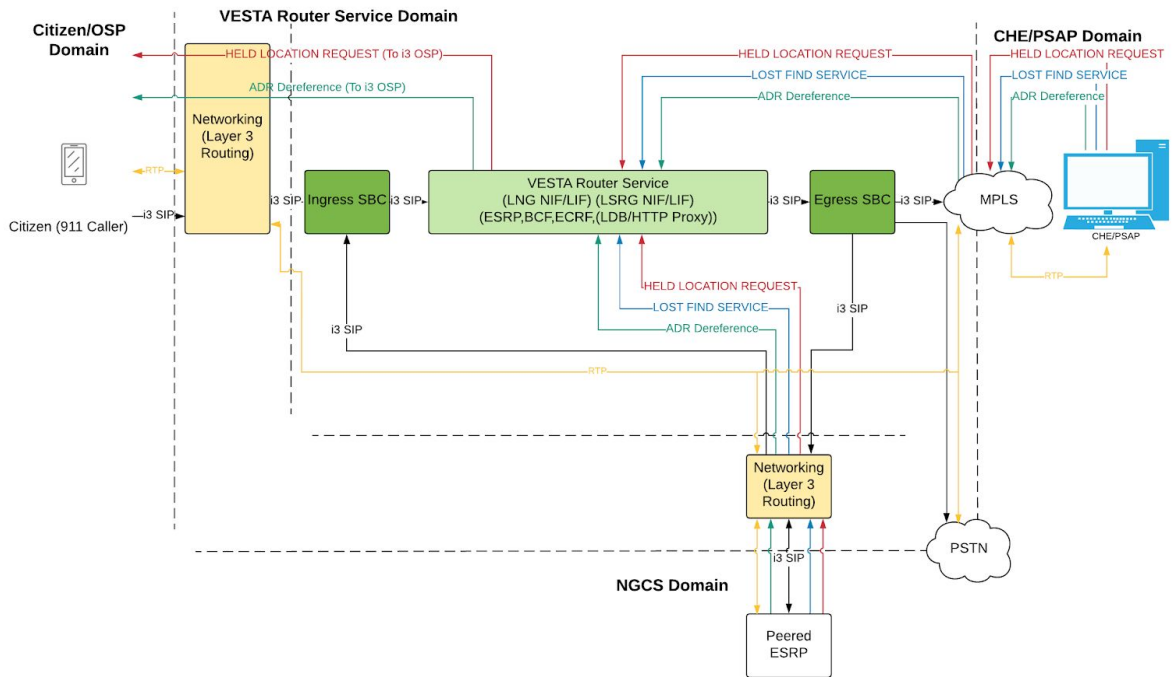 VESTA Router Service Domain
Citizen/OSP
Domain
CHE/PSAP Domain
HELD LOCATION REQUEST (To i3 OSP)
HELD LOCATION REQUEST
HELD LOCATION REQUEST
LOST FIND SERVICE
LOST FIND SERVICE
ADR Dereference (To i3 OSP)
ADR Dereference
ADR Dereference
Networking
(Layer 3
Routing)
RTP
Citizen (911 Caller)
i3 SIP
i3 SIP
Ingress SBC
i3 SIP
VESTA Router Service
(LNG NIF/LIF) (LSRG NIF/LIF)
(ESRP,BCF,ECRF,(LDB/HTTP Proxy))
i3 SIP
Egress SBC
i3 SIP
MPLS
CHE/PSAP
RTP
HELD LOCATION REQUEST
LOST FIND SERVICE
ADR Dereference
i3 SIP
i3 SIP
RTP
Networking
(Layer 3
Routing)
PSTN
i3 SIP
NGCS Domain
Peered
ESRP